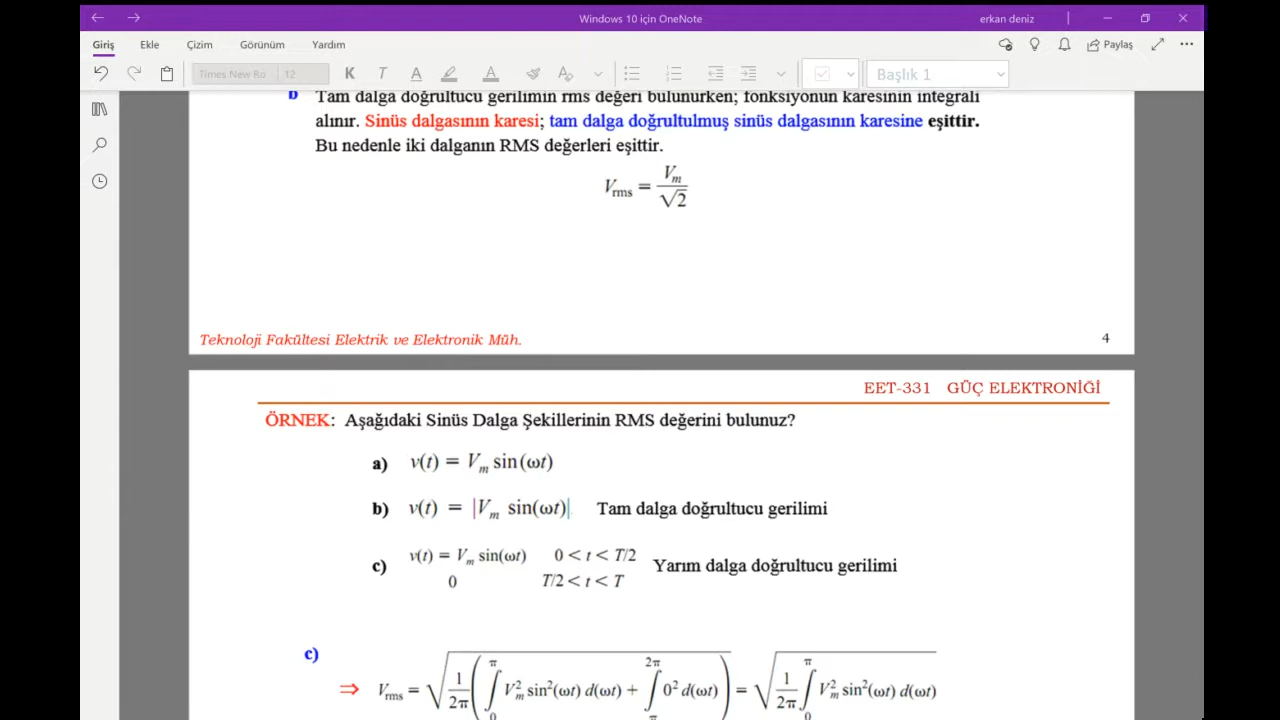 Windows 10 için OneNote
erkan deniz
Giriş
Ekle
Çizim
Görünüm
Yardım
Paylaş
Times New Ro
12
K
T
A
A
Başlık 1
b Tam dalga doğrultucu gerilimin rms değeri bulunurken; fonksiyonun karesinin integrali
alınır. Sinüs dalgasının karesi; tam dalga doğrultulmuş sinüs dalgasının karesine eşittir.
Bu nedenle iki dalganın RMS değerleri eşittir.
V_rms = V_m / √2
Teknoloji Fakültesi Elektrik ve Elektronik Müh.
4
EET-331 GÜÇ ELEKTRONİĞİ
ÖRNEK: Aşağıdaki Sinüs Dalga Şekillerinin RMS değerini bulunuz?
a) v(t) = V_m sin(ωt)
b) v(t) = |V_m sin(ωt)| Tam dalga doğrultucu gerilimi
c) v(t) = V_m sin(ωt) 0 < t < T/2 Yarım dalga doğrultucu gerilimi
0 T/2 < t < T
c)
⇒ V_rms = √(1/2π (∫_0^π V_m² sin²(ωt) d(ωt) + ∫_π^2π 0² d(ωt))) = √(1/2π ∫_0^π V_m² sin²(ωt) d(ωt))